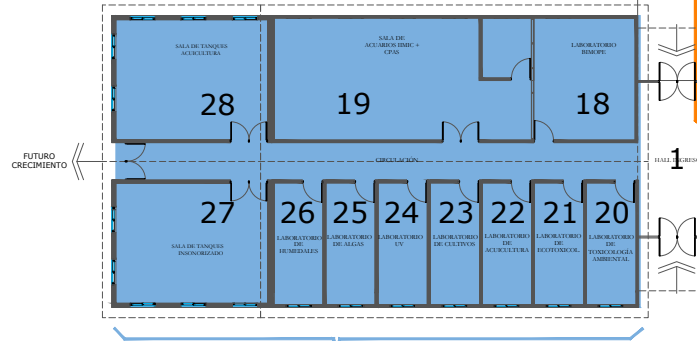 SALA DE TANQUES
ACUICULTURA
28
SALA DE
ACUARIOS IIMIC +
CPAS
19
LABORATORIO
BIMOPE
18
FUTURO
CRECIMIENTO
CIRCULACIÓN
1
HALL INGRESO
27
SALA DE TANQUES
INSONORIZADO
26
LABORATORIO
DE
HUMEDALES
25
LABORATORIO
DE ALGAS
24
LABORATORIO
UV
23
LABORATORIO
DE CULTIVOS
22
LABORATORIO
DE
ACUICULTURA
21
LABORATORIO
DE
ECOTOXICOL
20
LABORATORIO
DE
TOXICOLOGÍA
AMBIENTAL